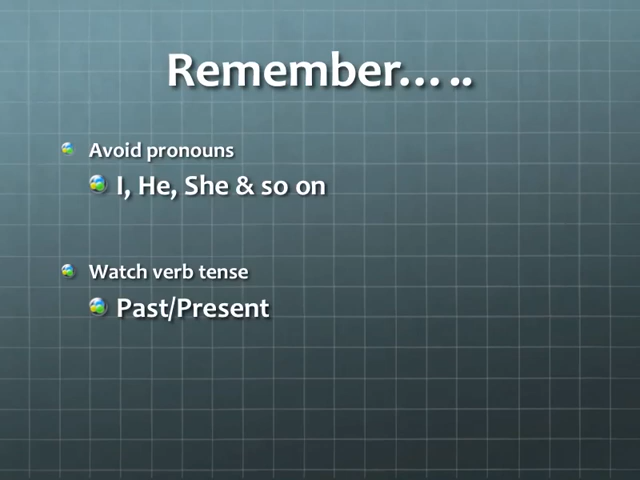 Remember.....
Avoid pronouns
I, He, She & so on
Watch verb tense
Past/Present